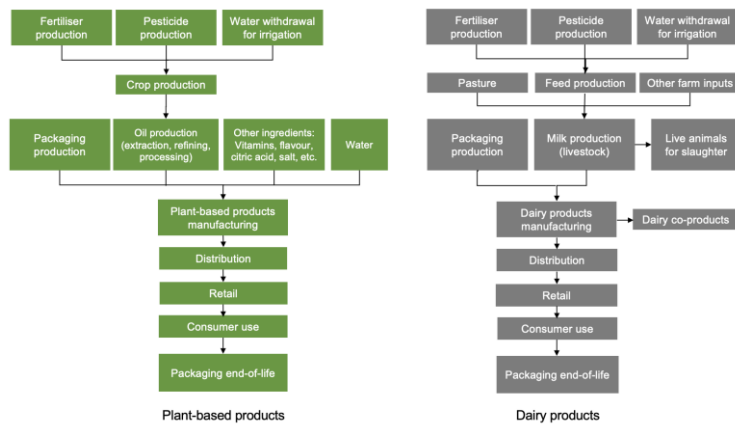 Fertiliser
production
Pesticide
production
Water withdrawal
for irrigation
Crop production
Packaging
production
Oil production
(extraction, refining,
processing)
Other ingredients:
Vitamins, flavour,
citric acid, salt, etc.
Water
Plant-based products
manufacturing
Distribution
Retail
Consumer use
Packaging end-of-life
Plant-based products
Fertiliser
production
Pesticide
production
Water withdrawal
for irrigation
Pasture
Feed production
Other farm inputs
Packaging
production
Milk production
(livestock)
Live animals
for slaughter
Dairy products
manufacturing
Dairy co-products
Distribution
Retail
Consumer use
Packaging end-of-life
Dairy products